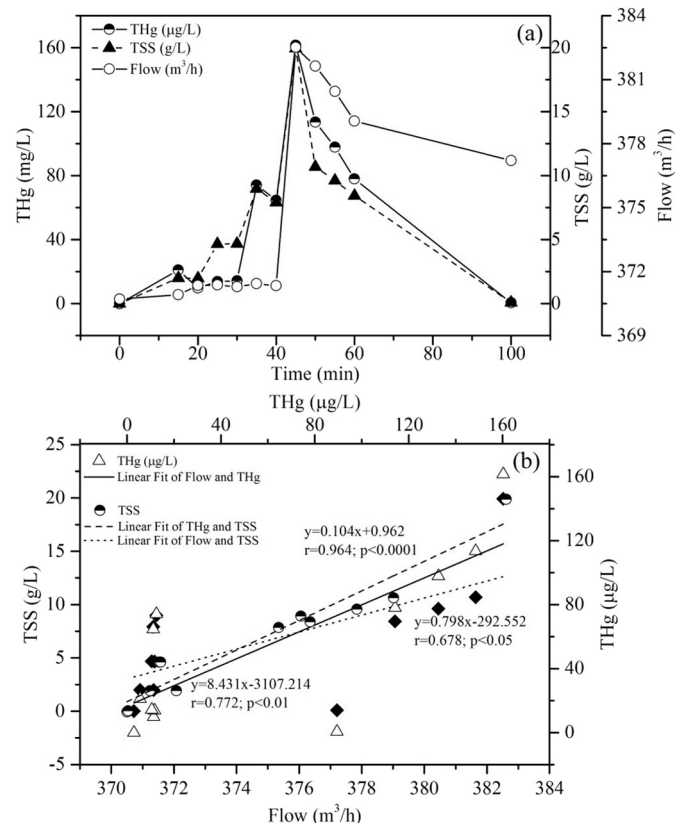 (a)
THg (μg/L)
TSS (g/L)
Flow (m³/h)
160
120
80
40
0
THg (mg/L)
20
15
10
5
0
TSS (g/L)
384
381
378
375
372
369
Flow (m³/h)
0 20 40 60 80 100
Time (min)
THg (μg/L)
0 40 80 120 160
(b)
THg (μg/L)
Linear Fit of Flow and THg
TSS
Linear Fit of THg and TSS
Linear Fit of Flow and TSS
y=0.104x+0.962
r=0.964; p<0.0001
y=0.798x-292.552
r=0.678; p<0.05
y=8.431x-3107.214
r=0.772; p<0.01
25
20
15
10
5
0
-5
TSS (g/L)
160
120
80
40
0
THg (μg/L)
370 372 374 376 378 380 382 384
Flow (m³/h)